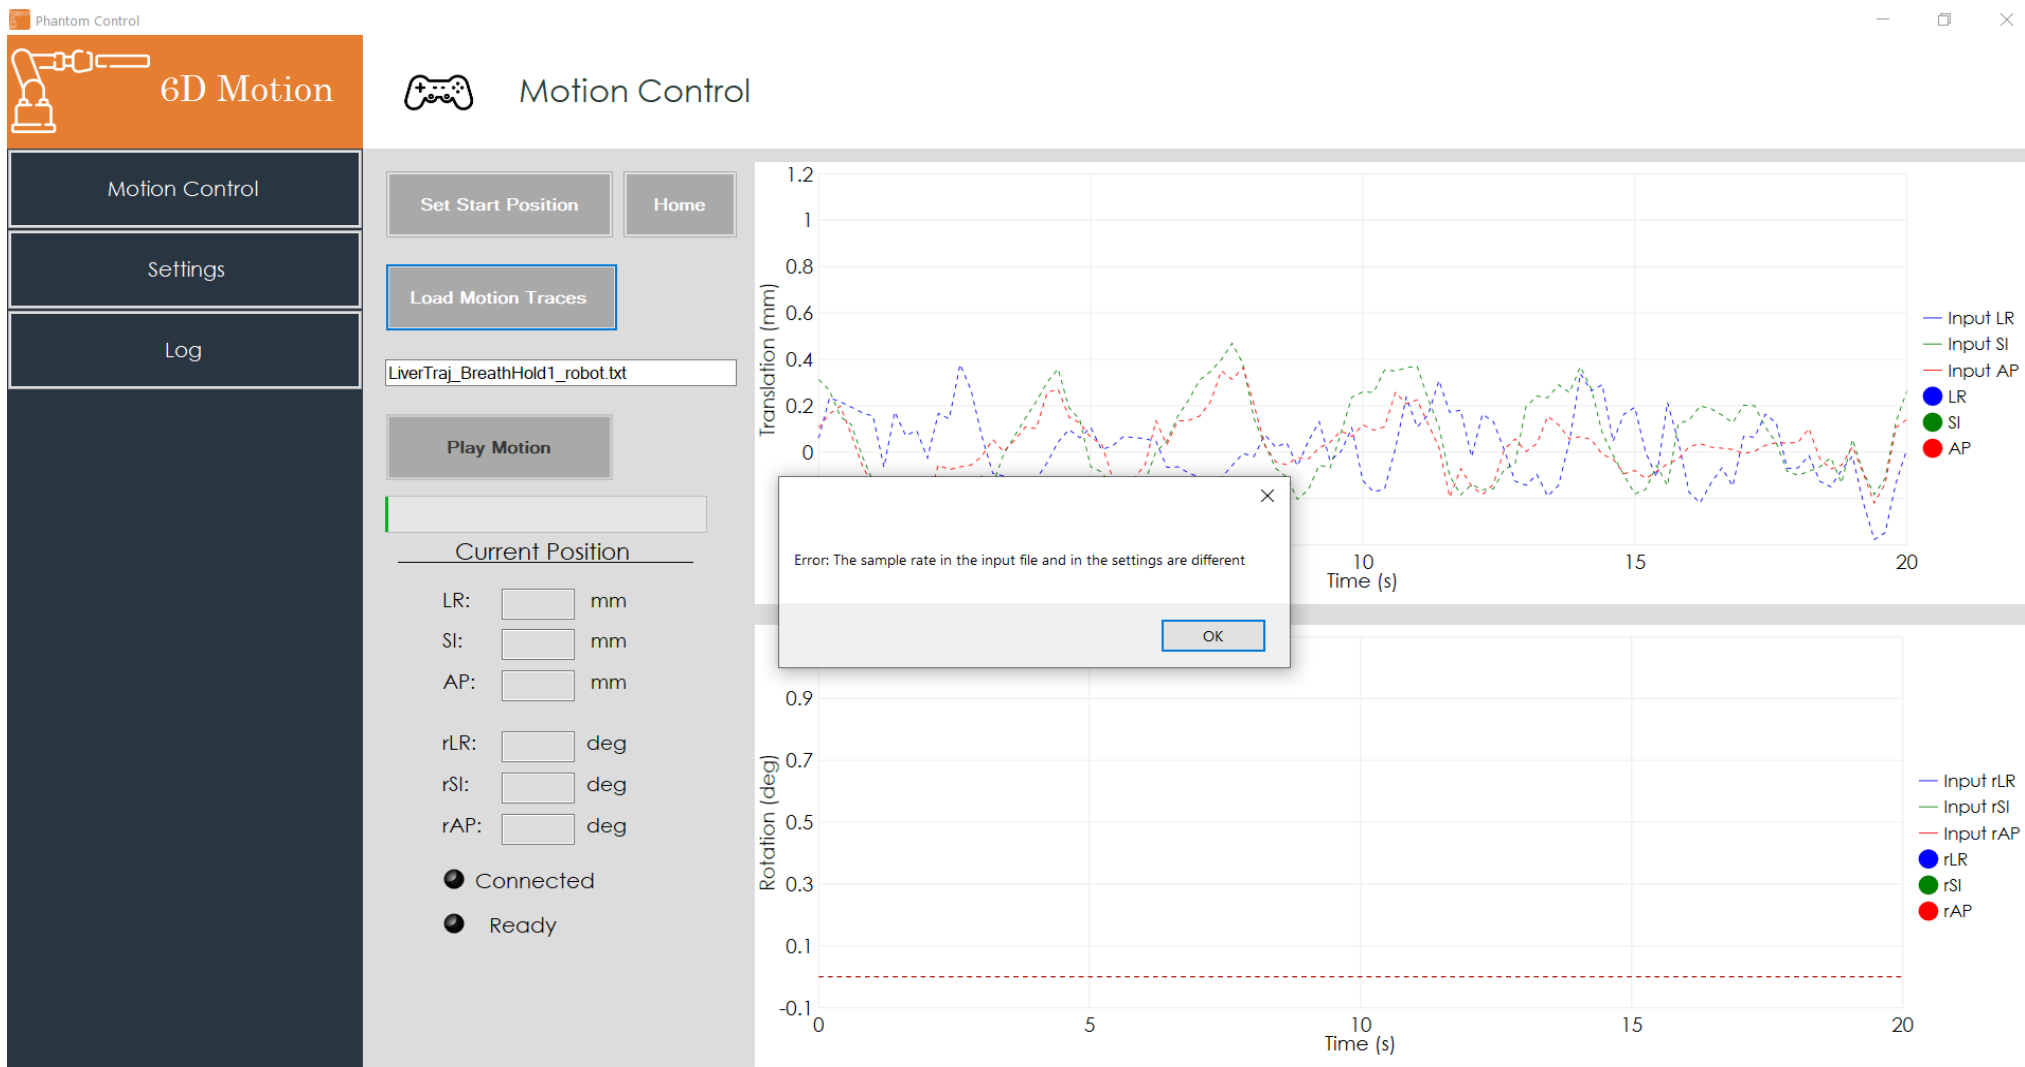 Phantom Control
6D Motion
Motion Control
Motion Control
Settings
Log
Set Start Position
Home
Load Motion Traces
LiverTraj_BreathHold1_robot.txt
Play Motion
Current Position
LR: mm
SI: mm
AP: mm
rLR: deg
rSI: deg
rAP: deg
Connected
Ready
1.2
1
0.8
0.6
0.4
0.2
0
Translation (mm)
10
15
20
Time (s)
Input LR
Input SI
Input AP
LR
SI
AP
Error: The sample rate in the input file and in the settings are different
OK
0.9
0.7
0.5
0.3
0.1
-0.1
Rotation (deg)
0
5
10
15
20
Time (s)
Input rLR
Input rSI
Input rAP
rLR
rSI
rAP